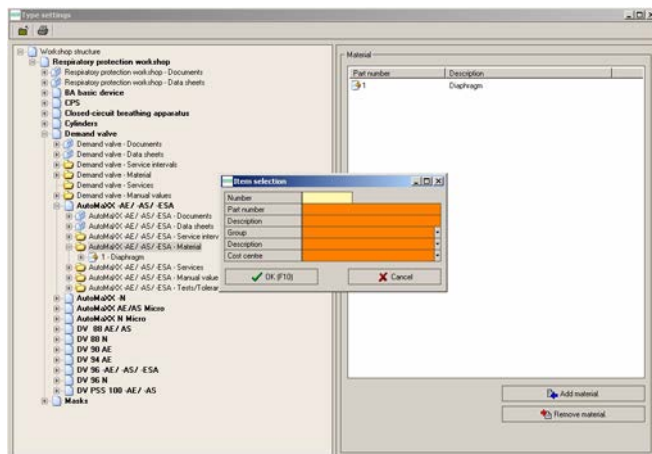 Type settings
Workshop structure
Respiratory protection workshop
Respiratory protection workshop - Documents
Respiratory protection workshop - Data sheets
BA basic device
CPS
Closed-circuit breathing apparatus
Cylinders
Demand valve
Demand valve - Documents
Demand valve - Data sheets
Demand valve - Service intervals
Demand valve - Material
Demand valve - Services
Demand valve - Manual values
AutoMaXX -AE/ -AS/ -ESA
AutoMaXX -AE/ -AS/ -ESA - Documents
AutoMaXX -AE/ -AS/ -ESA - Data sheets
AutoMaXX -AE/ -AS/ -ESA - Service interv
AutoMaXX -AE/ -AS/ -ESA - Material
1 - Diaphragm
AutoMaXX -AE/ -AS/ -ESA - Services
AutoMaXX -AE/ -AS/ -ESA - Manual value
AutoMaXX -AE/ -AS/ -ESA - Tests/Toleran
AutoMaXX -N
AutoMaXX AE/AS Micro
AutoMaXX N Micro
DV 88 AE/ AS
DV 88 N
DV 90 AE
DV 94 AE
DV 96 -AE/ -AS/ -ESA
DV 96 N
DV PSS 100 -AE/ -AS
Masks
Item selection
Number
Part number
Description
Group
Description
Cost centre
OK (F10) Cancel
Material
Part number Description
1 Diaphragm
Add material
Remove material